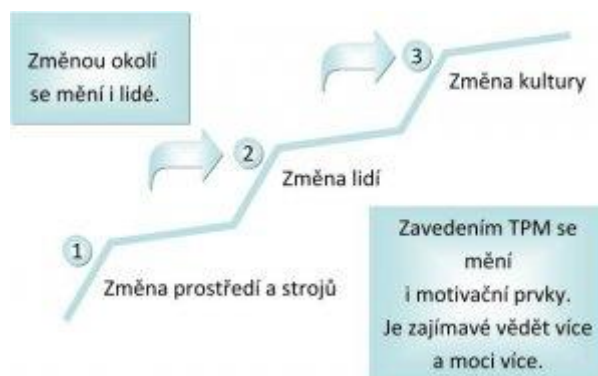 Změnou okolí
se mění i lidé.
3
Změna kultury
2
Změna lidí
1
Změna prostředí a strojů
Zavedením TPM se
mění
i motivační prvky.
Je zajímavé vědět více
a moci více.